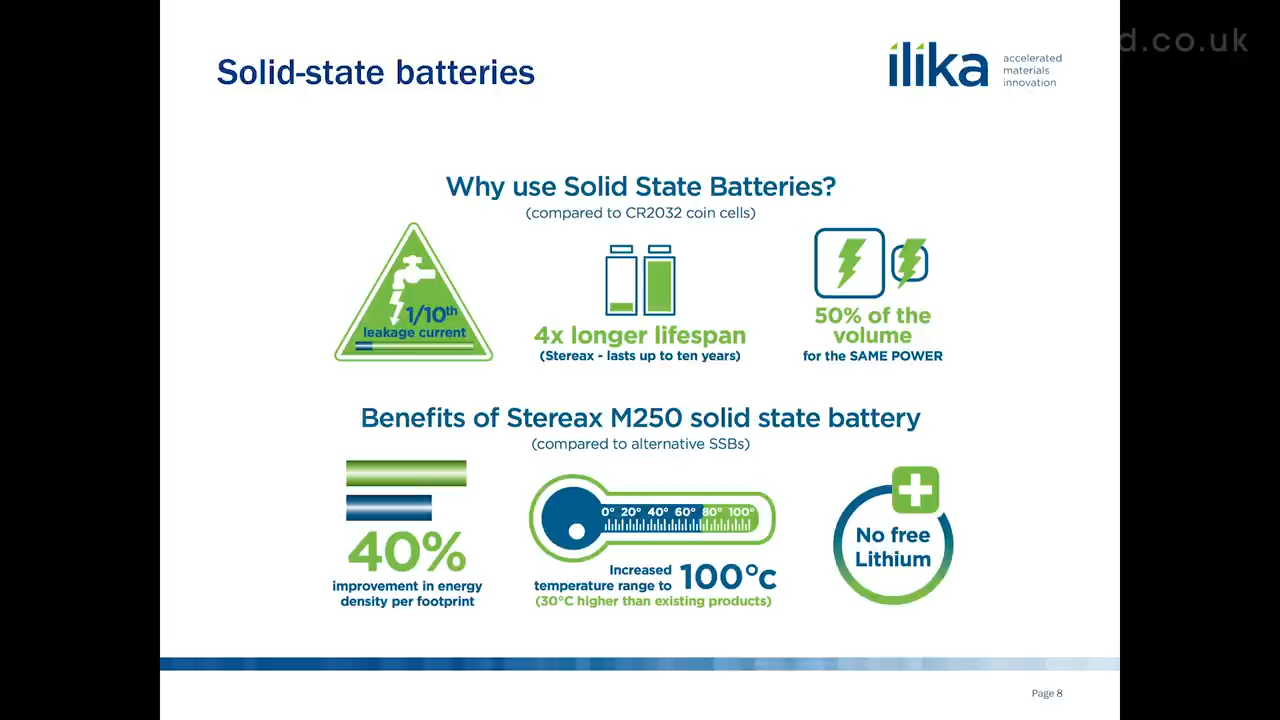 d.co.uk
Solid-state batteries
ilika
accelerated
materials
innovation
Why use Solid State Batteries?
(compared to CR2032 coin cells)
1/10th
leakage current
4x longer lifespan
(Stereax - lasts up to ten years)
50% of the
volume
for the SAME POWER
Benefits of Stereax M250 solid state battery
(compared to alternative SSBs)
40%
improvement in energy
density per footprint
0° 20° 40° 60° 80° 100°
Increased
temperature range to
100°c
(30°C higher than existing products)
No free
Lithium
Page 8